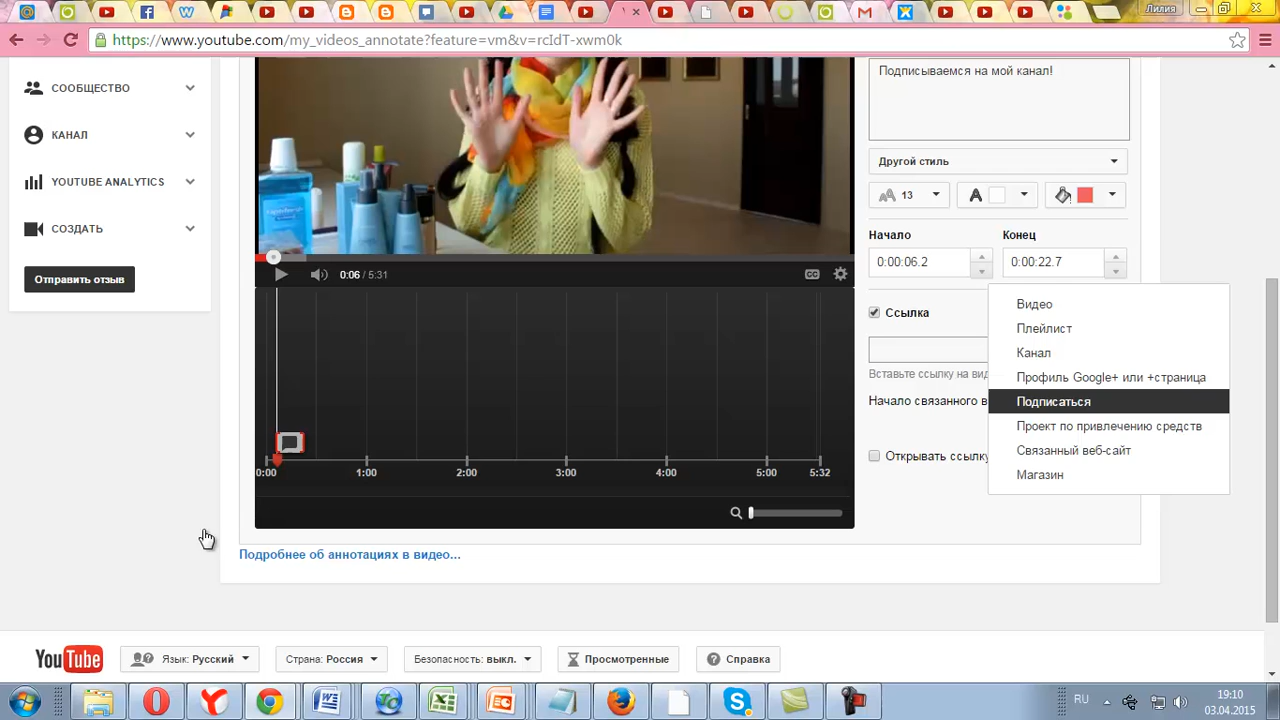 Лилия
https://www.youtube.com/my_videos_annotate?feature=vm&v=rcIdT-xwm0k
СООБЩЕСТВО
КАНАЛ
YOUTUBE ANALYTICS
СОЗДАТЬ
Отправить отзыв
0:06 / 5:31
CC
0:00 1:00 2:00 3:00 4:00 5:00 5:32
Подробнее об аннотациях в видео...
Подписываемся на мой канал!
Другой стиль
13
Начало Конец
0:00:06.2 0:00:22.7
Ссылка
Вставьте ссылку на
Начало связанного
Открывать ссылку
Видео
Плейлист
Канал
Профиль Google+ или +страница
Подписаться
Проект по привлечению средств
Связанный веб-сайт
Магазин
YouTube Язык: Русский Страна: Россия Безопасность: выкл. Просмотренные Справка
RU
19:10
03.04.2015